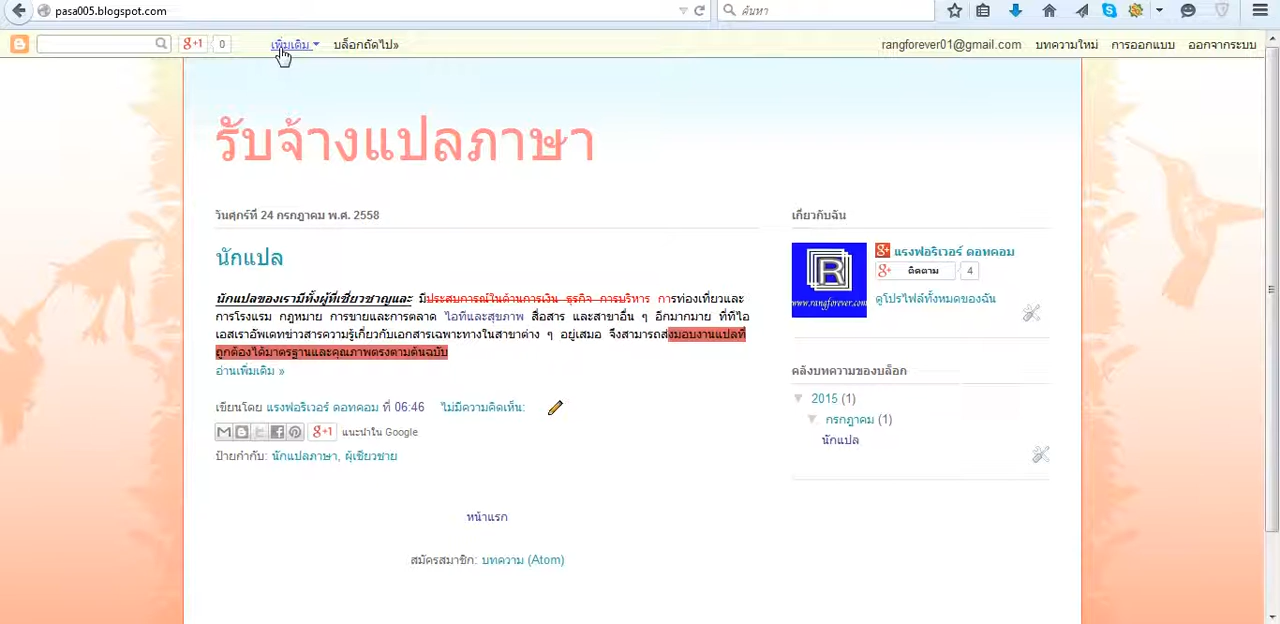 pasa005.blogspot.com
ค้นหา
+1 0 เพิ่มเติม บล็อกถัดไป» rangforever01@gmail.com บทความใหม่ การออกแบบ ออกจากระบบ
รับจ้างแปลภาษา
วันศุกร์ที่ 24 กรกฎาคม พ.ศ. 2558
นักแปล
นักแปลของเรามีทั้งผู้ที่เชี่ยวชาญและ มีประสบการณ์ในด้านการเงิน ธุรกิจ การบริหาร การท่องเที่ยวและ
การโรงแรม กฎหมาย การขายและการตลาด ไอทีและสุขภาพ สื่อสาร และสาขาอื่น ๆ อีกมากมาย ที่ทีไอ
เอสเราอัพเดทข่าวสารความรู้เกี่ยวกับเอกสารเฉพาะทางในสาขาต่าง ๆ อยู่เสมอ จึงสามารถส่งมอบงานแปลที่
ถูกต้องได้มาตรฐานและคุณภาพตรงตามต้นฉบับ
อ่านเพิ่มเติม »
เขียนโดย แรงฟอริเวอร์ ดอทคอม ที่ 06:46 ไม่มีความคิดเห็น:
+1 แนะนำใน Google
ป้ายกำกับ: นักแปลภาษา, ผุ้เชียวชาย
หน้าแรก
สมัครสมาชิก: บทความ (Atom)
เกี่ยวกับฉัน
R
www.rangforever.com
แรงฟอริเวอร์ ดอทคอม
ติดตาม 4
ดูโปรไฟล์ทั้งหมดของฉัน
คลังบทความของบล็อก
2015 (1)
กรกฎาคม (1)
นักแปล